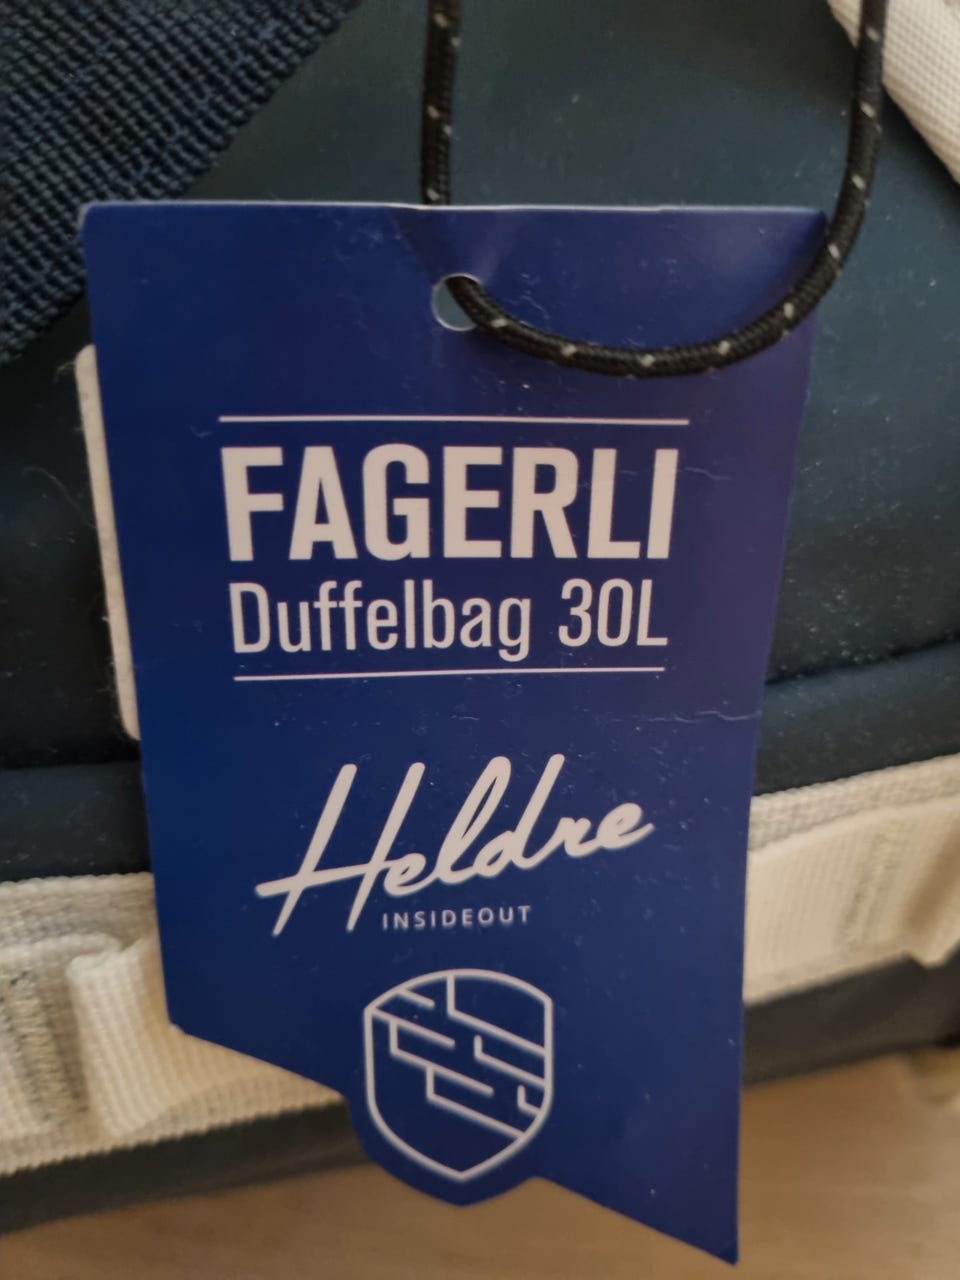 FAGERLI
Duffelbag 30L
Heldre
INSIDEOUT